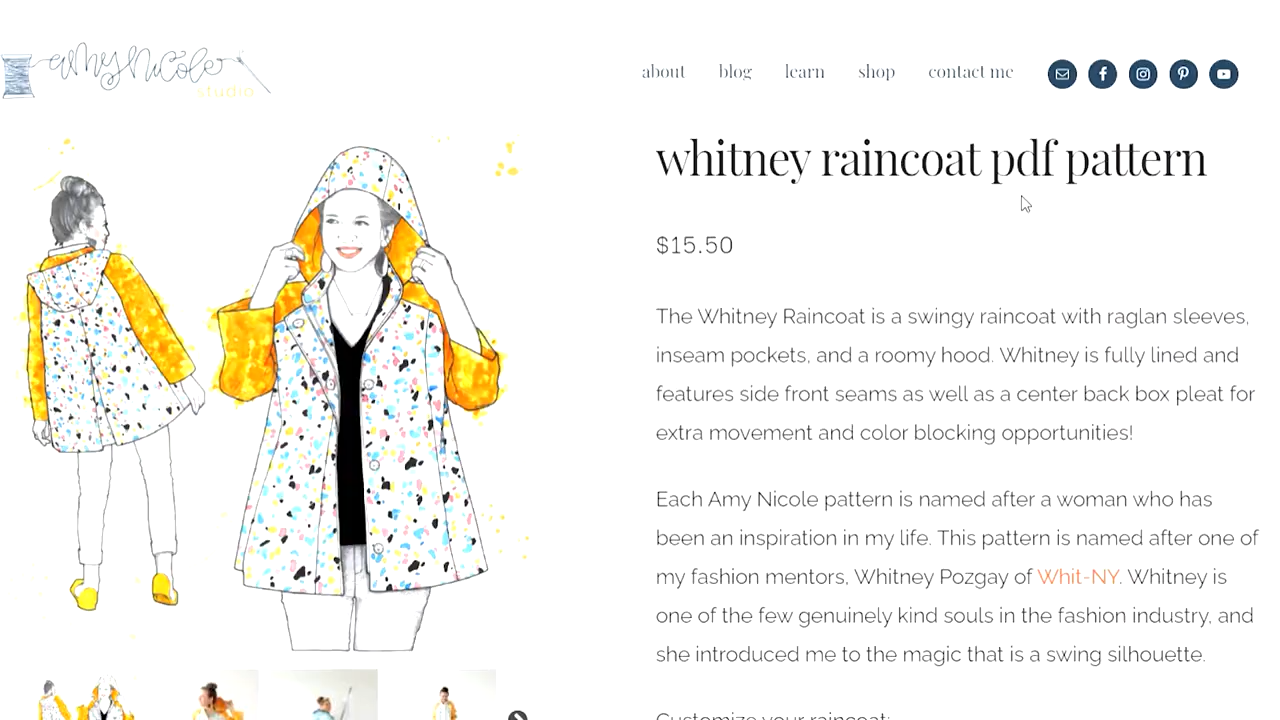 amy nicole
studio
about blog learn shop contact me
whitney raincoat pdf pattern
$15.50
The Whitney Raincoat is a swingy raincoat with raglan sleeves,
inseam pockets, and a roomy hood. Whitney is fully lined and
features side front seams as well as a center back box pleat for
extra movement and color blocking opportunities!
Each Amy Nicole pattern is named after a woman who has
been an inspiration in my life. This pattern is named after one of
my fashion mentors, Whitney Pozgay of Whit-NY. Whitney is
one of the few genuinely kind souls in the fashion industry, and
she introduced me to the magic that is a swing silhouette.
Customize your raincoat: